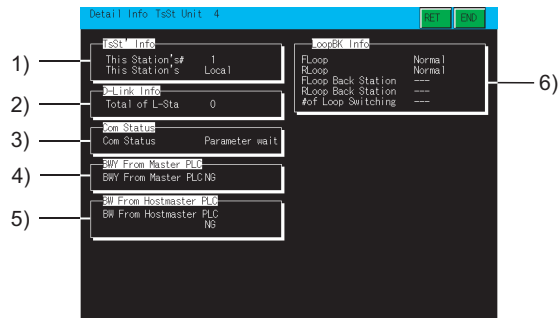 Detail Info TsSt Unit 4
RET END
TsSt' Info
This Station's# 1
This Station's Local
D-Link Info
Total of L-Sta 0
Com Status
Com Status Parameter wait
BWY From Master PLC
BWY From Master PLC NG
BW From Hostmaster PLC
BW From Hostmaster PLC
NG
LoopBK Info
FLoop Normal
RLoop Normal
FLoop Back Station ---
RLoop Back Station ---
#of Loop Switching ---
1)
2)
3)
4)
5)
6)